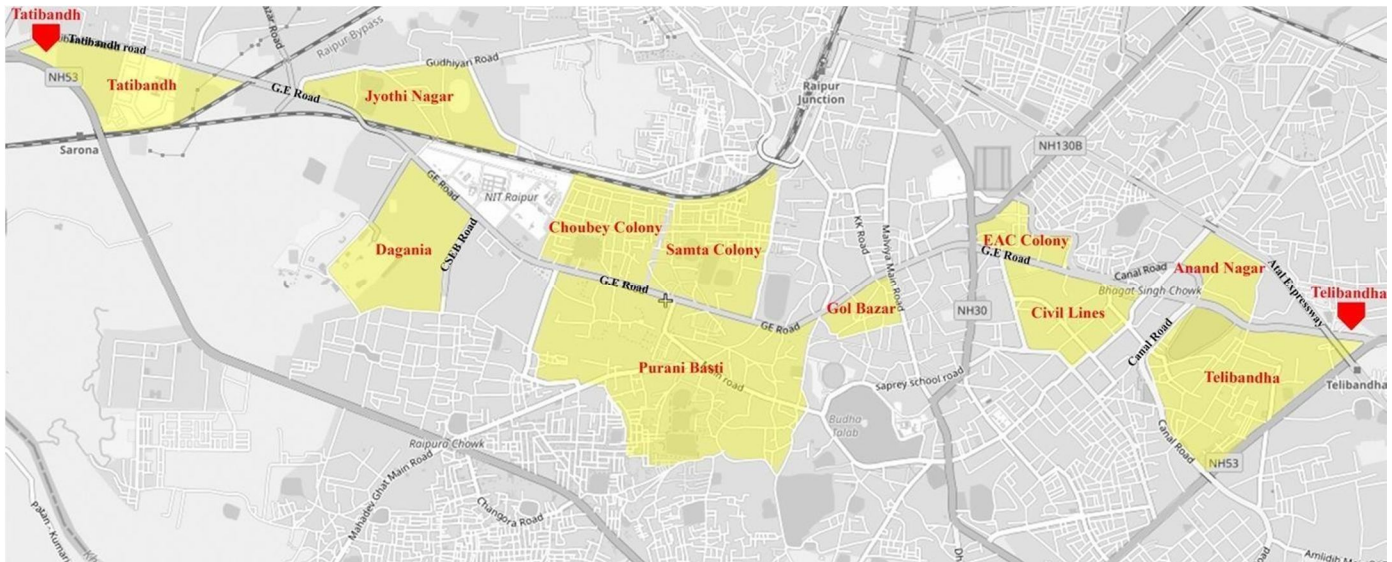 Tatibandh
Tatibandh road
Raipur Bypass
Gudhiyari Road
NH53
Tatibandh
G.E Road
Jyothi Nagar
Raipur
Junction
Sarona
NH130B
GE Road
NIT Raipur
Dagania
CSEB Road
Choubey Colony
Samta Colony
KK Road
Malviya Main Road
EAC Colony
G.E Road
Canal Road
Anand Nagar
Atal Expressway
Bhagat Singh Chowk
Telibandha
G.E Road
GE Road
Gol Bazar
NH30
Civil Lines
Canal Road
Purani Basti
road
Saprey school road
Telibandha
Telibandha
Budha
Talab
Raipura Chowk
Mahadev Ghat Main Road
Changora Road
Canal Road
NH53